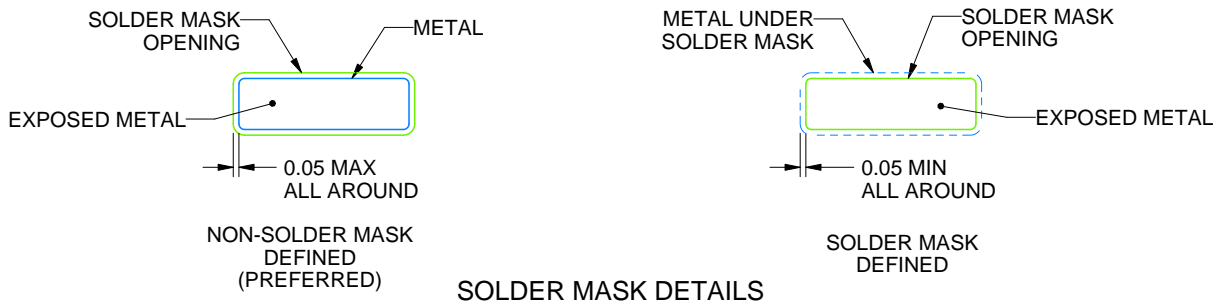 SOLDER MASK
OPENING
METAL
EXPOSED METAL
0.05 MAX
ALL AROUND
NON-SOLDER MASK
DEFINED
(PREFERRED)
METAL UNDER
SOLDER MASK
SOLDER MASK
OPENING
EXPOSED METAL
0.05 MIN
ALL AROUND
SOLDER MASK
DEFINED
SOLDER MASK DETAILS